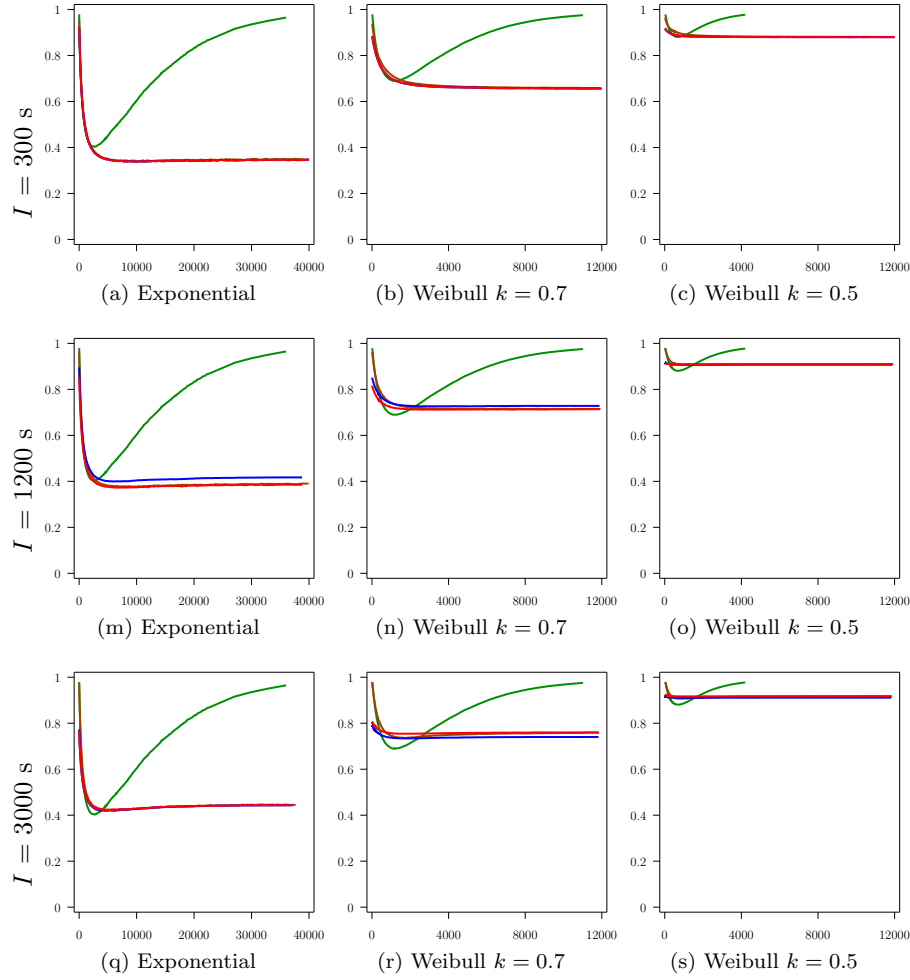 I = 300 s
1
0.8
0.6
0.4
0.2
0
0 10000 20000 30000 40000
(a) Exponential
1
0.8
0.6
0.4
0.2
0
0 4000 8000 12000
(b) Weibull k = 0.7
1
0.8
0.6
0.4
0.2
0
0 4000 8000 12000
(c) Weibull k = 0.5
I = 1200 s
1
0.8
0.6
0.4
0.2
0
0 10000 20000 30000 40000
(m) Exponential
1
0.8
0.6
0.4
0.2
0
0 4000 8000 12000
(n) Weibull k = 0.7
1
0.8
0.6
0.4
0.2
0
0 4000 8000 12000
(o) Weibull k = 0.5
I = 3000 s
1
0.8
0.6
0.4
0.2
0
0 10000 20000 30000 40000
(q) Exponential
1
0.8
0.6
0.4
0.2
0
0 4000 8000 12000
(r) Weibull k = 0.7
1
0.8
0.6
0.4
0.2
0
0 4000 8000 12000
(s) Weibull k = 0.5